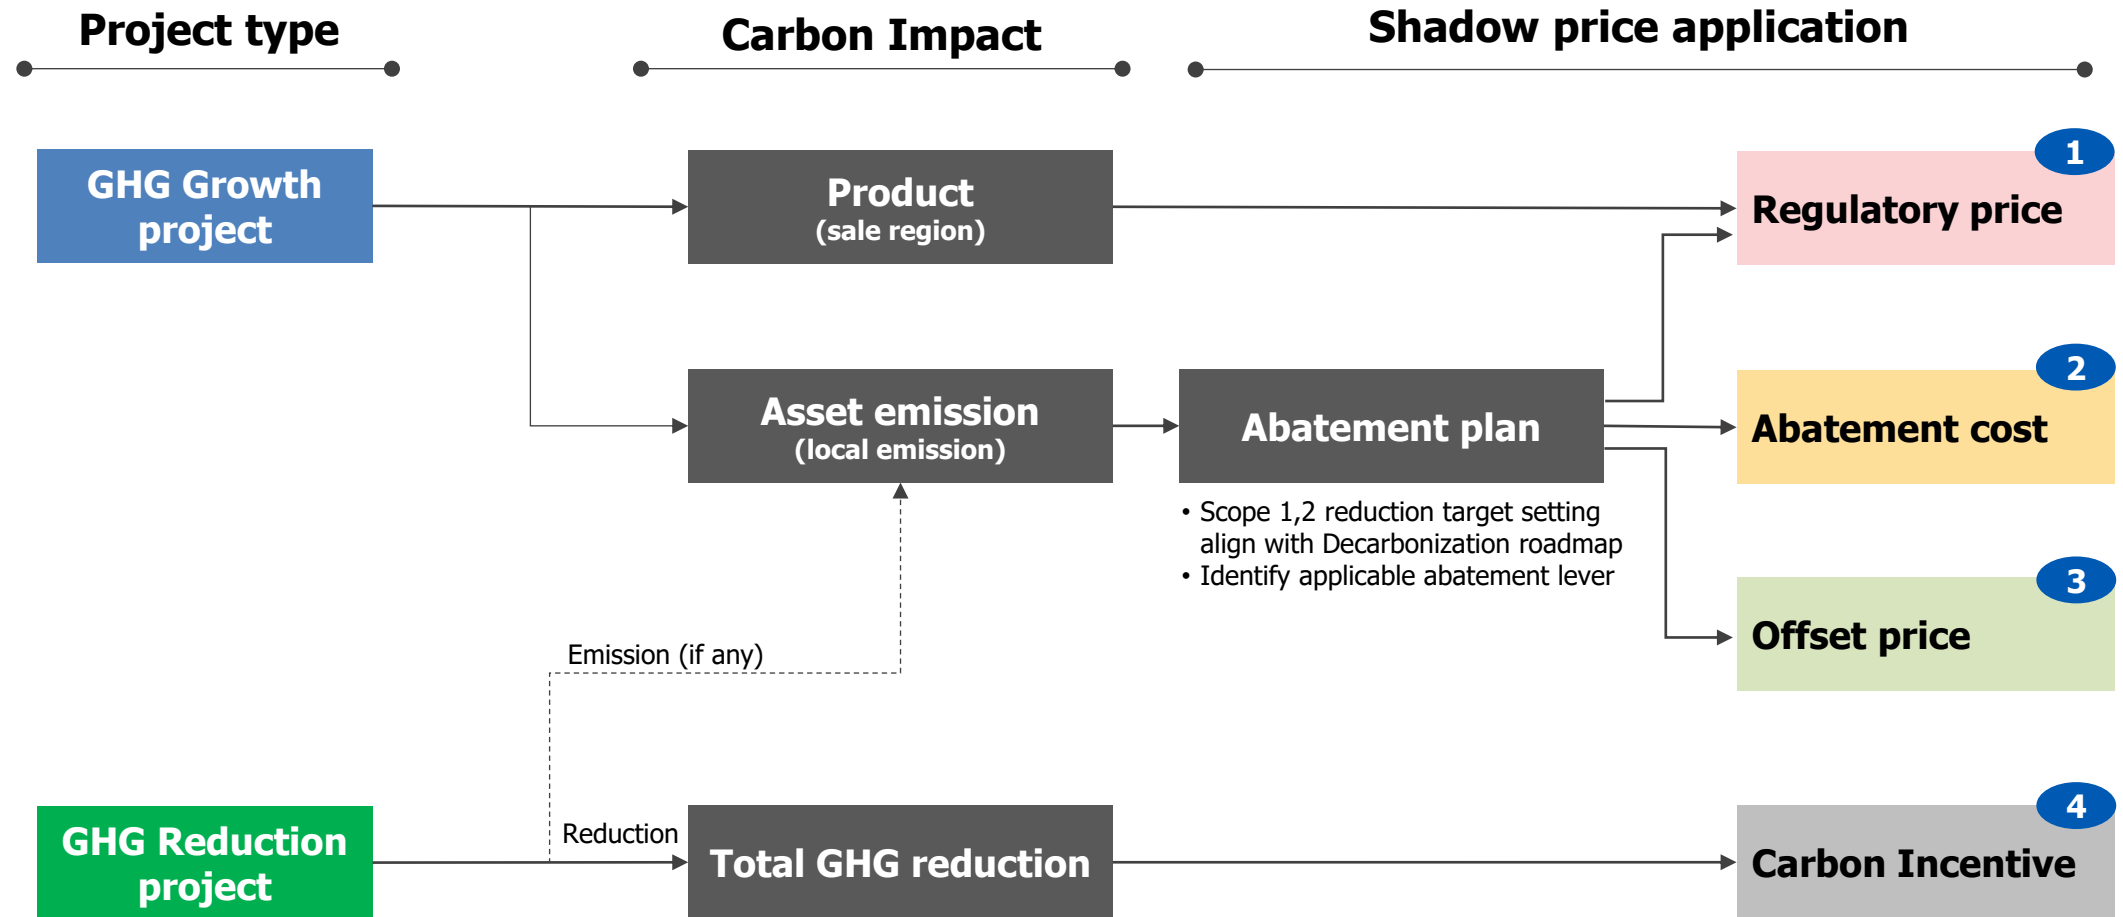 Project type
Carbon Impact
Shadow price application
GHG Growth
project
Product
(sale region)
1
Regulatory price
Asset emission
(local emission)
Abatement plan
2
Abatement cost
• Scope 1,2 reduction target setting
align with Decarbonization roadmap
• Identify applicable abatement lever
3
Offset price
Emission (if any)
GHG Reduction
project
Reduction
Total GHG reduction
4
Carbon Incentive